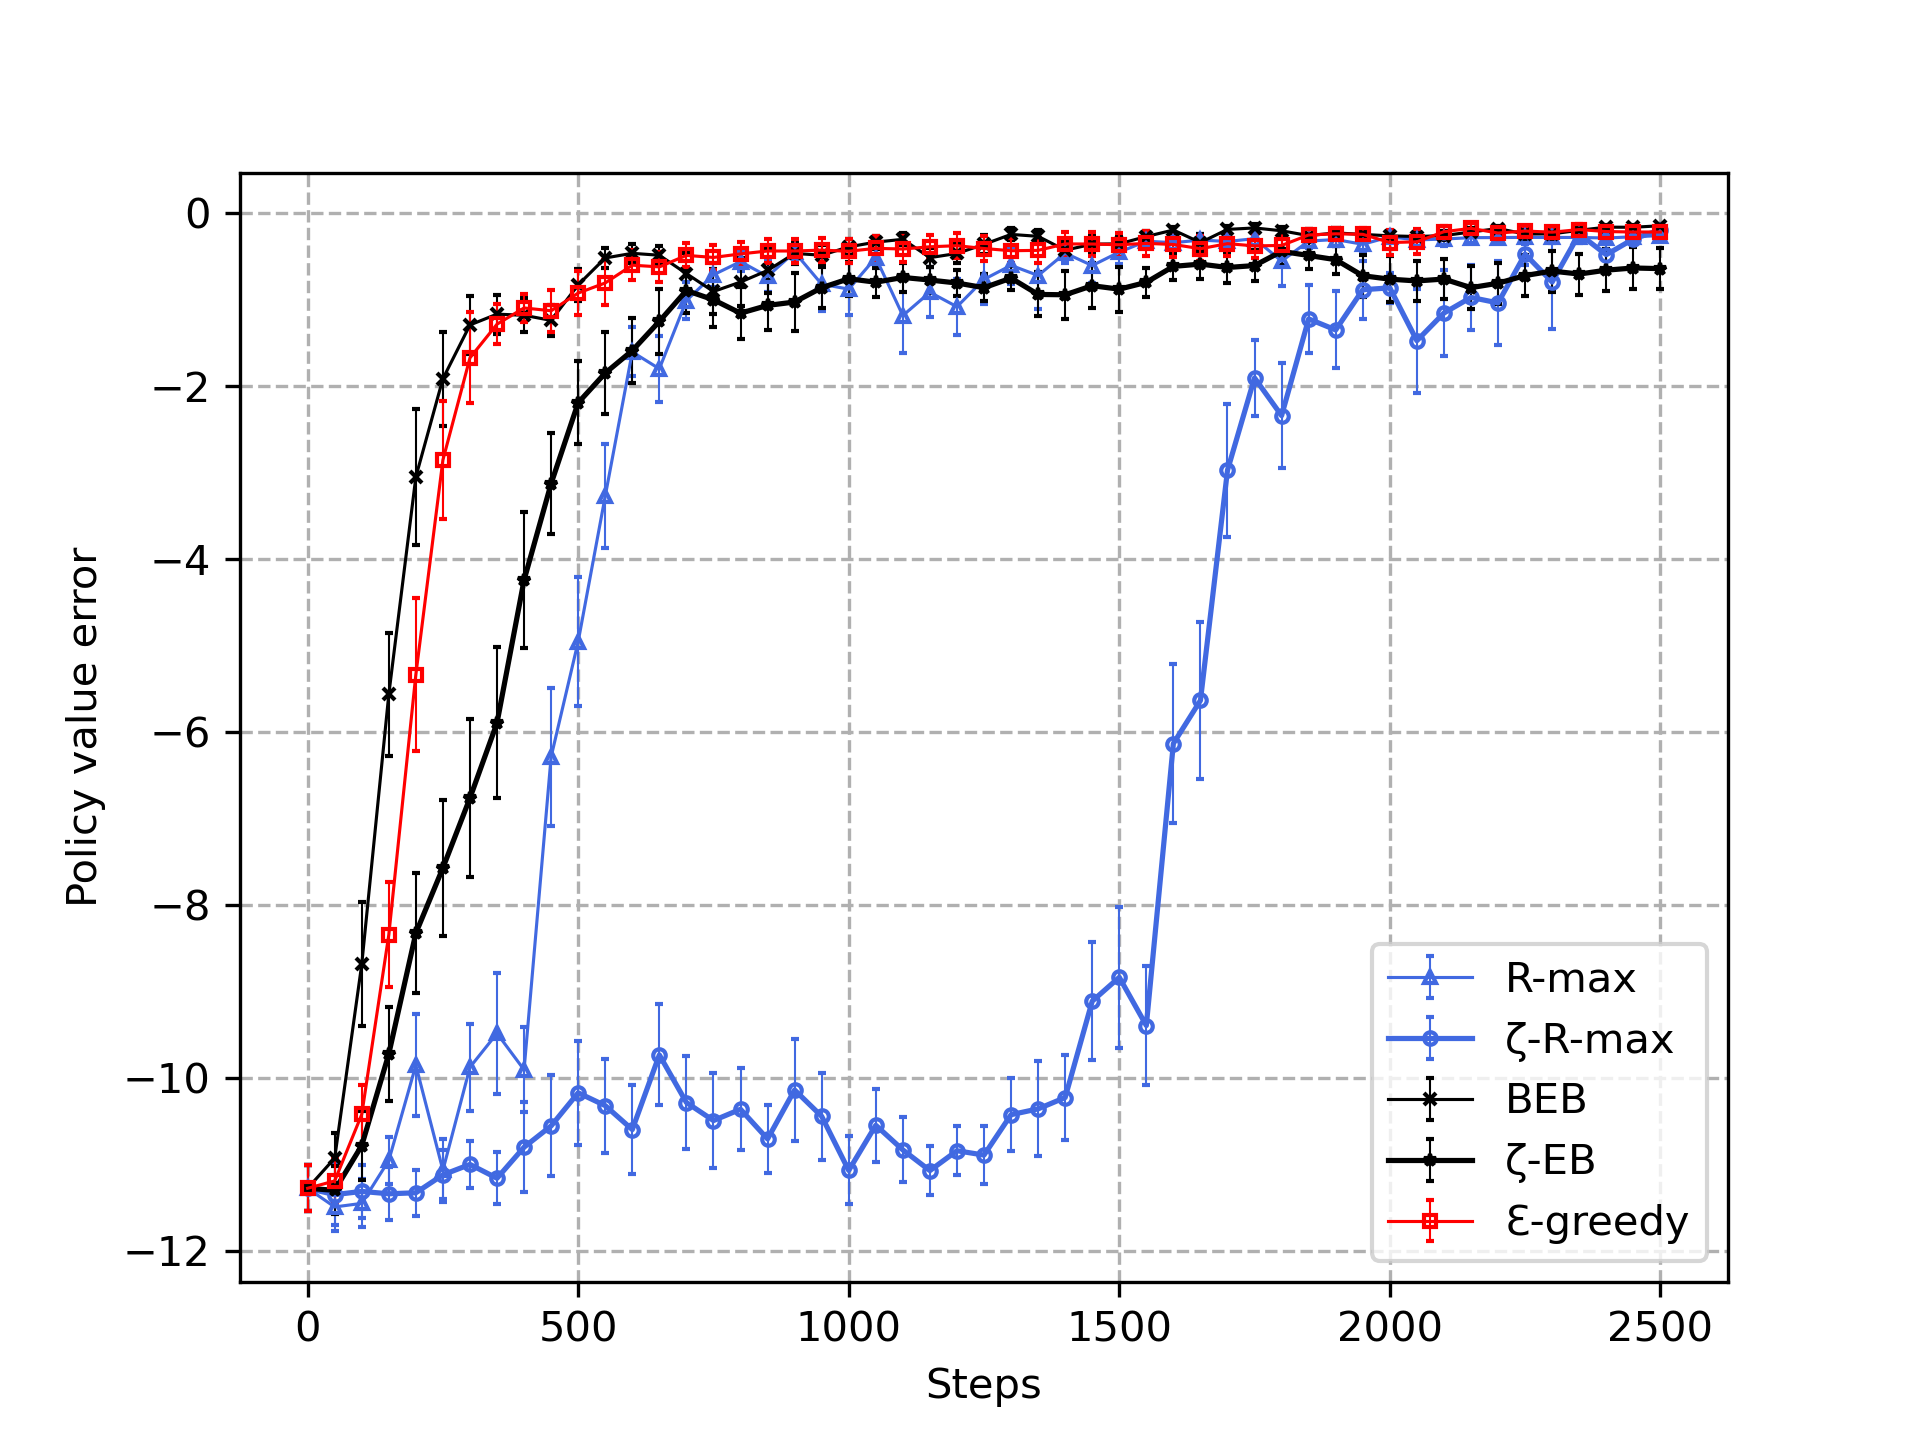 0
−2
−4
−6
−8
−10
−12
Policy value error
0 500 1000 1500 2000 2500
Steps
R-max
ζ-R-max
BEB
ζ-EB
Ɛ-greedy